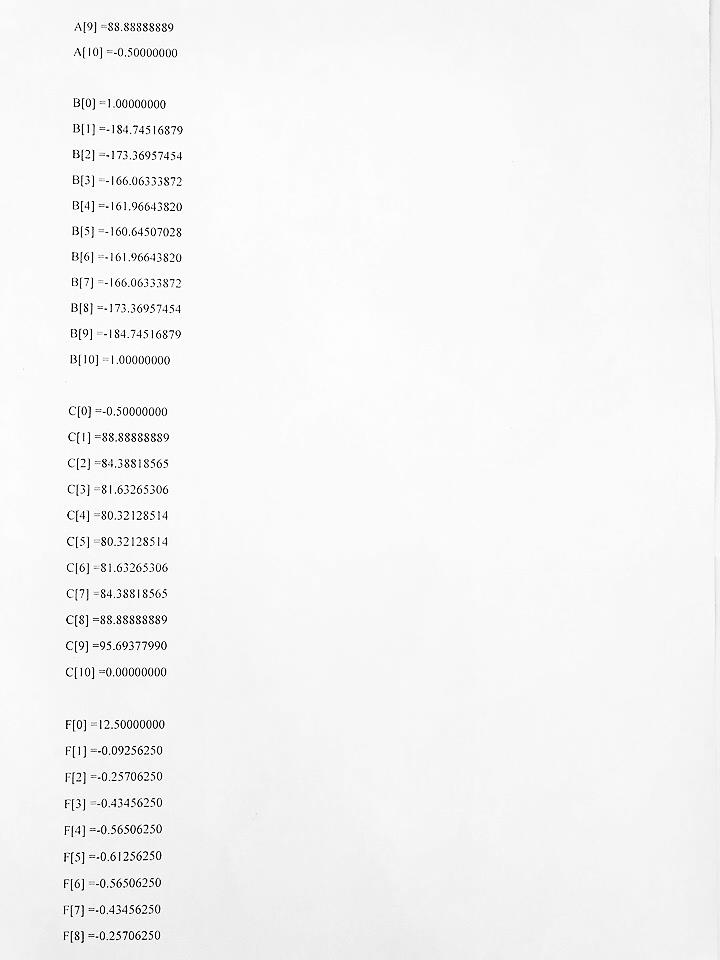 A[9] =88.88888889
A[10] =-0.50000000
B[0] =1.00000000
B[1] =-184.74516879
B[2] =-173.36957454
B[3] =-166.06333872
B[4] =-161.96643820
B[5] =-160.64507028
B[6] =-161.96643820
B[7] =-166.06333872
B[8] =-173.36957454
B[9] =-184.74516879
B[10] =1.00000000
C[0] =-0.50000000
C[1] =88.88888889
C[2] =84.38818565
C[3] =81.63265306
C[4] =80.32128514
C[5] =80.32128514
C[6] =81.63265306
C[7] =84.38818565
C[8] =88.88888889
C[9] =95.69377990
C[10] =0.00000000
F[0] =12.50000000
F[1] =-0.09256250
F[2] =-0.25706250
F[3] =-0.43456250
F[4] =-0.56506250
F[5] =-0.61256250
F[6] =-0.56506250
F[7] =-0.43456250
F[8] =-0.25706250